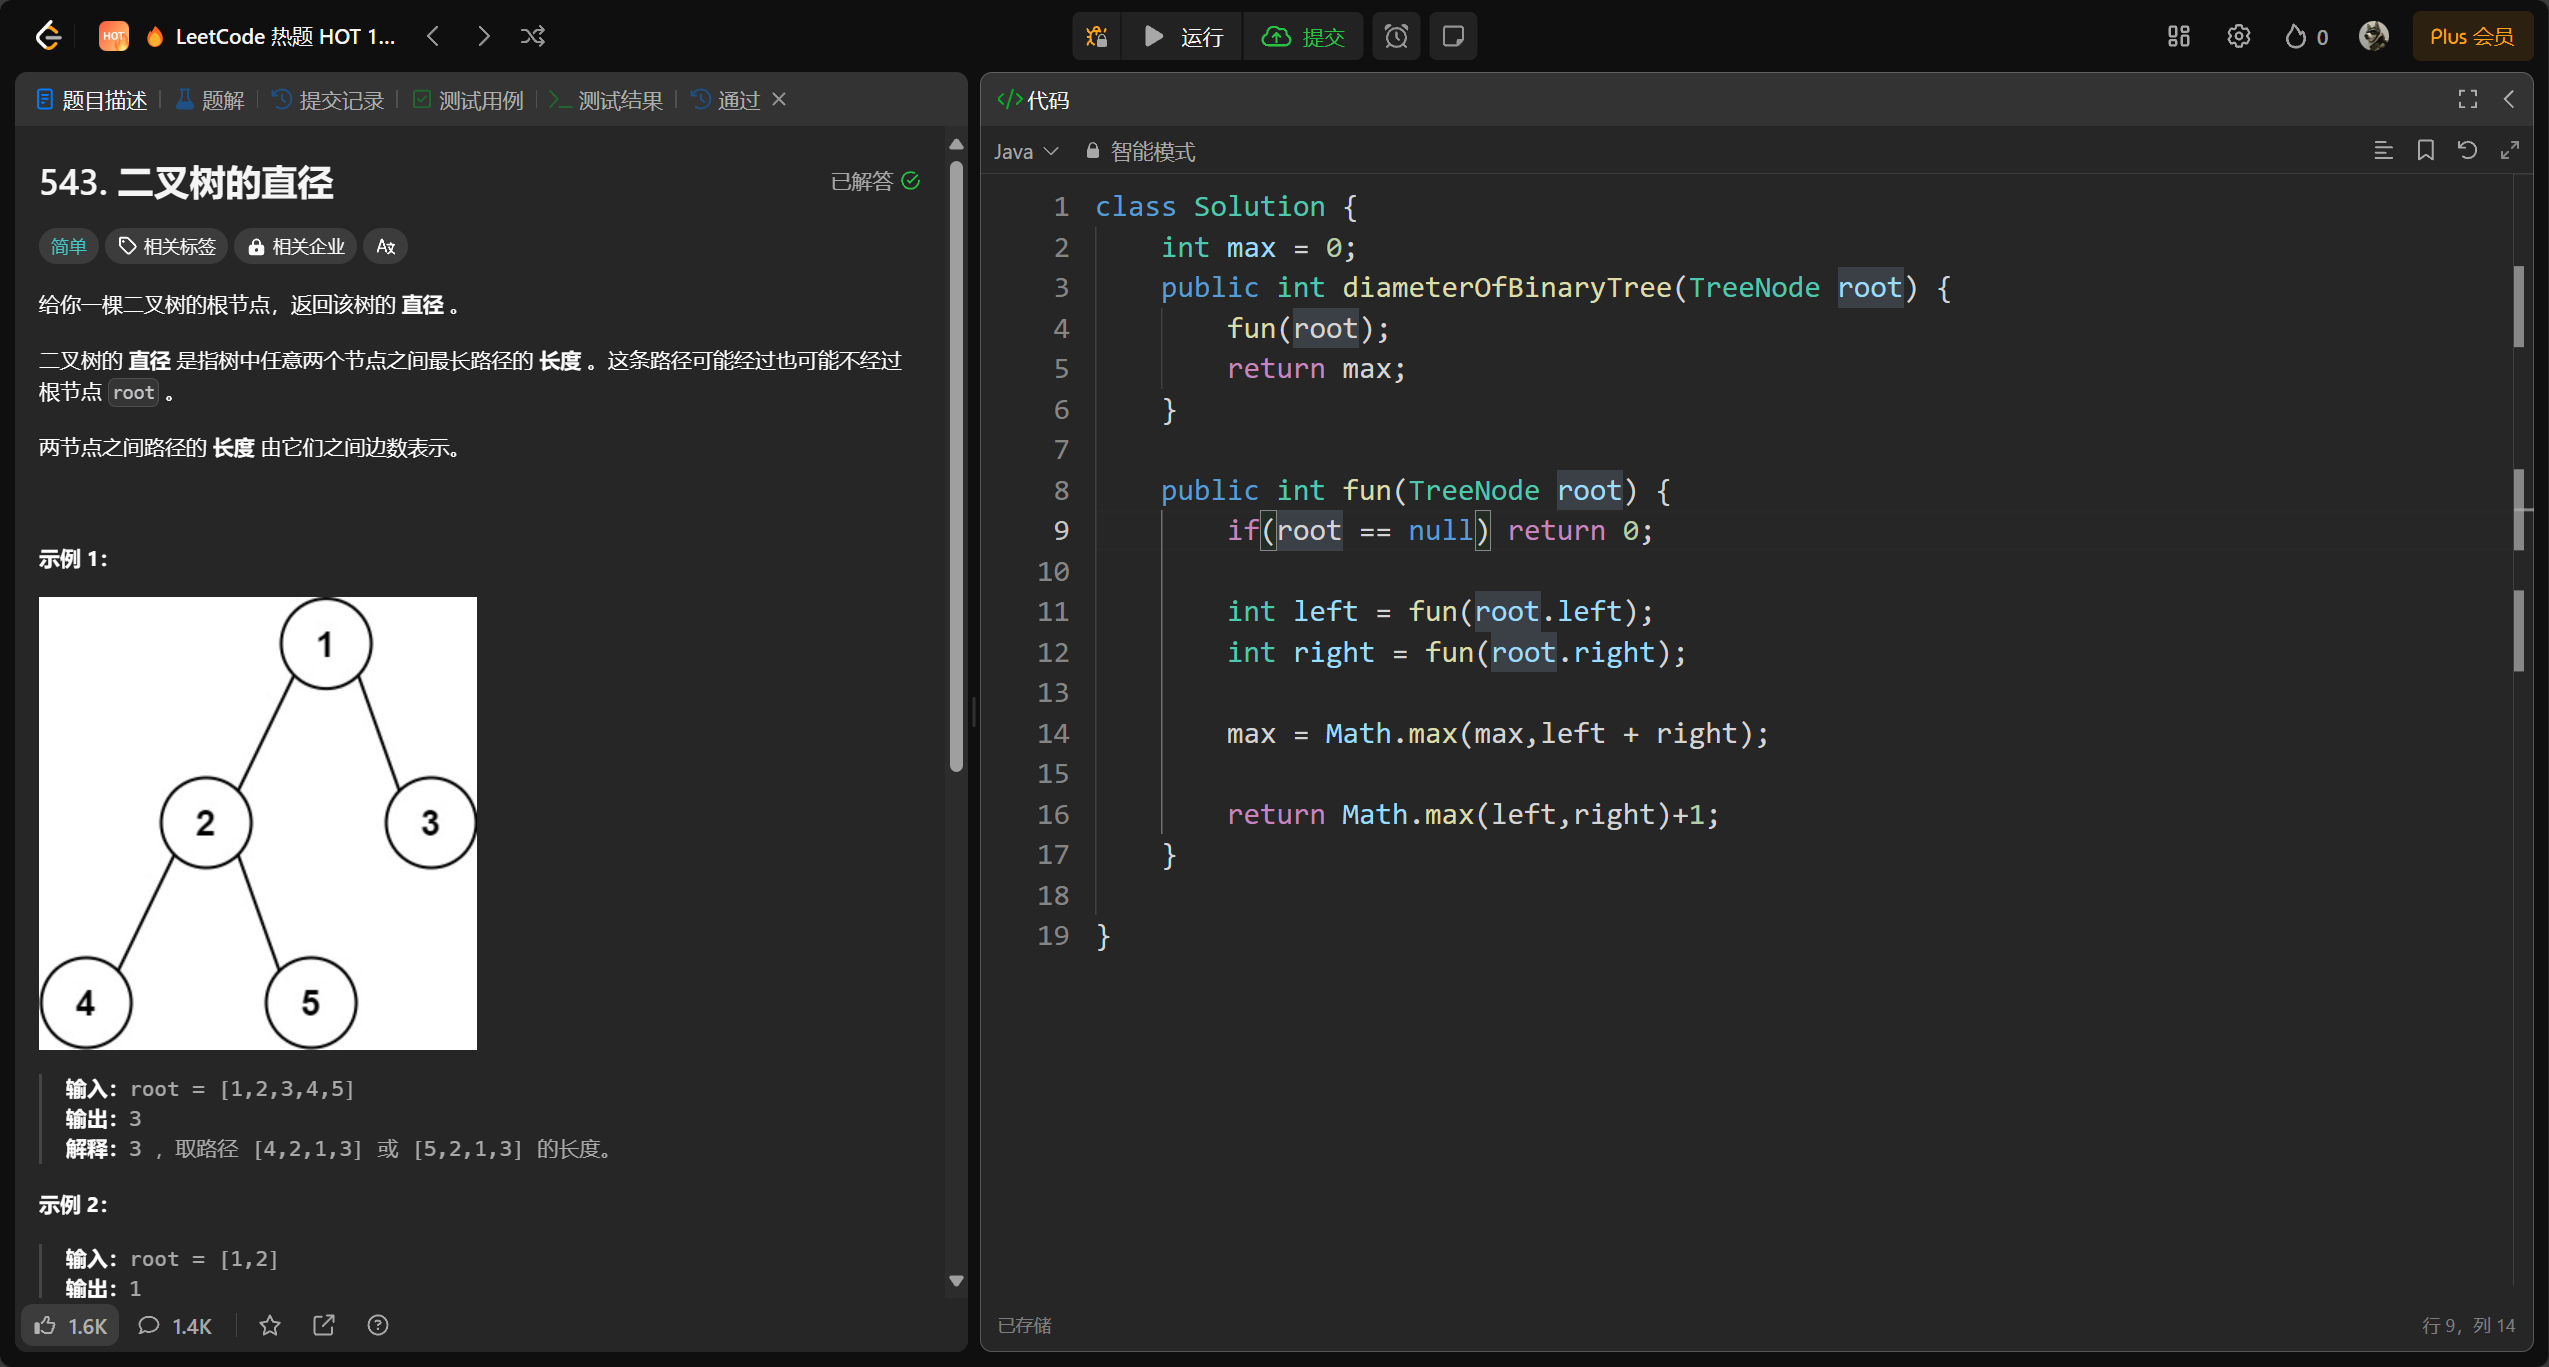 HOT LeetCode 热题 HOT 1... 运行 提交 0 Plus 会员
题目描述 题解 提交记录 测试用例 测试结果 通过
543. 二叉树的直径 已解答
简单 相关标签 相关企业
给你一棵二叉树的根节点，返回该树的 直径 。
二叉树的 直径 是指树中任意两个节点之间最长路径的 长度 。这条路径可能经过也可能不经过
根节点 root 。
两节点之间路径的 长度 由它们之间边数表示。
示例 1：
1
2 3
4 5
输入：root = [1,2,3,4,5]
输出：3
解释：3 ，取路径 [4,2,1,3] 或 [5,2,1,3] 的长度。
示例 2：
输入：root = [1,2]
输出：1
1.6K 1.4K
代码
Java 智能模式
1 class Solution {
2 int max = 0;
3 public int diameterOfBinaryTree(TreeNode root) {
4 fun(root);
5 return max;
6 }
7
8 public int fun(TreeNode root) {
9 if(root == null) return 0;
10
11 int left = fun(root.left);
12 int right = fun(root.right);
13
14 max = Math.max(max,left + right);
15
16 return Math.max(left,right)+1;
17 }
18
19 }
已存储 行 9，列 14